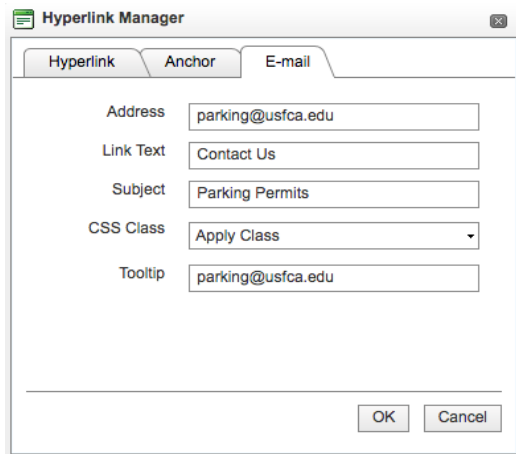 Hyperlink Manager
Hyperlink Anchor E-mail
Address parking@usfca.edu
Link Text Contact Us
Subject Parking Permits
CSS Class Apply Class
Tooltip parking@usfca.edu
OK Cancel